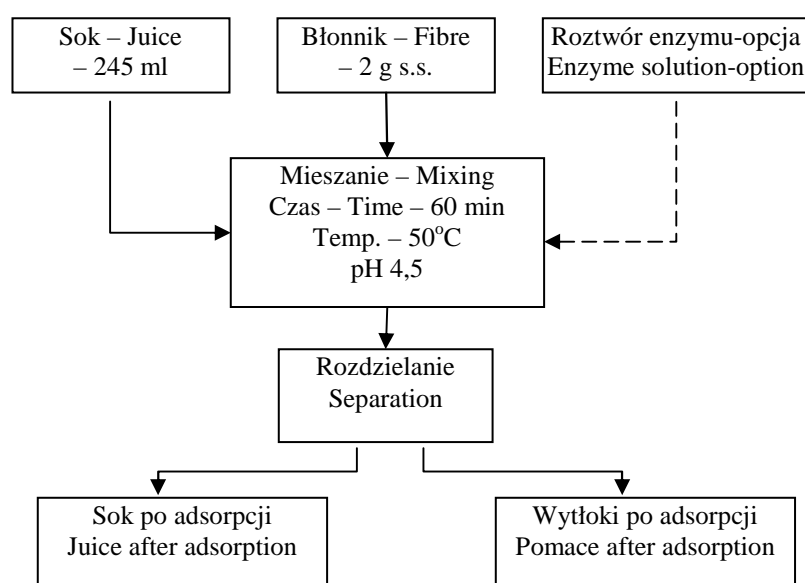 Sok – Juice
– 245 ml
Błonnik – Fibre
– 2 g s.s.
Roztwór enzymu-opcja
Enzyme solution-option
Mieszanie – Mixing
Czas – Time – 60 min
Temp. – 50°C
pH 4,5
Rozdzielanie
Separation
Sok po adsorpcji
Juice after adsorption
Wytłoki po adsorpcji
Pomace after adsorption